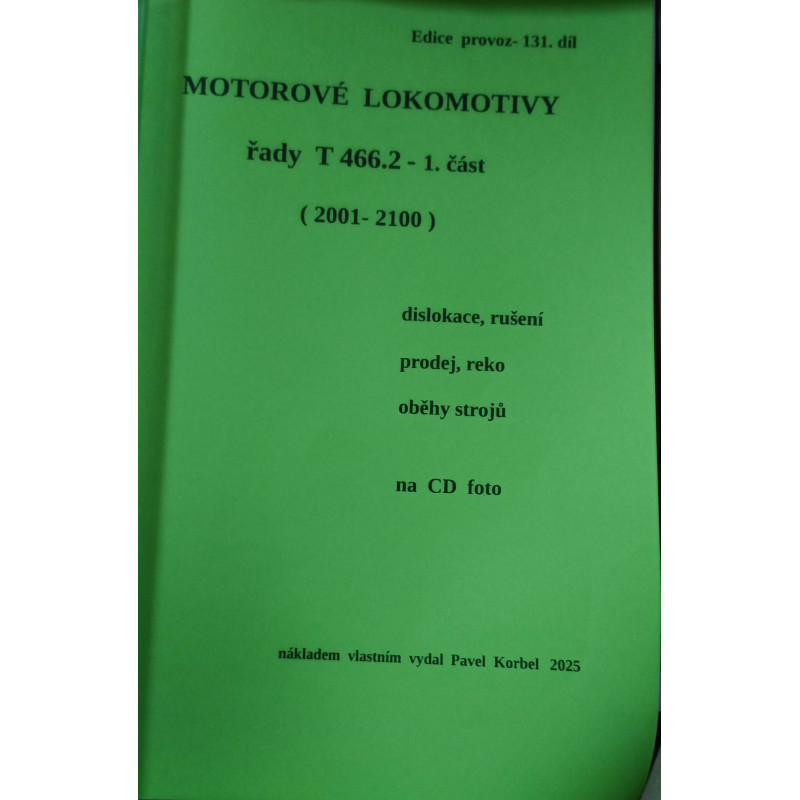 Edice provoz- 131. díl
MOTOROVÉ LOKOMOTIVY
řady T 466.2 - 1. část
( 2001- 2100 )
dislokace, rušení
prodej, reko
oběhy strojů
na CD foto
nákladem vlastním vydal Pavel Korbel 2025